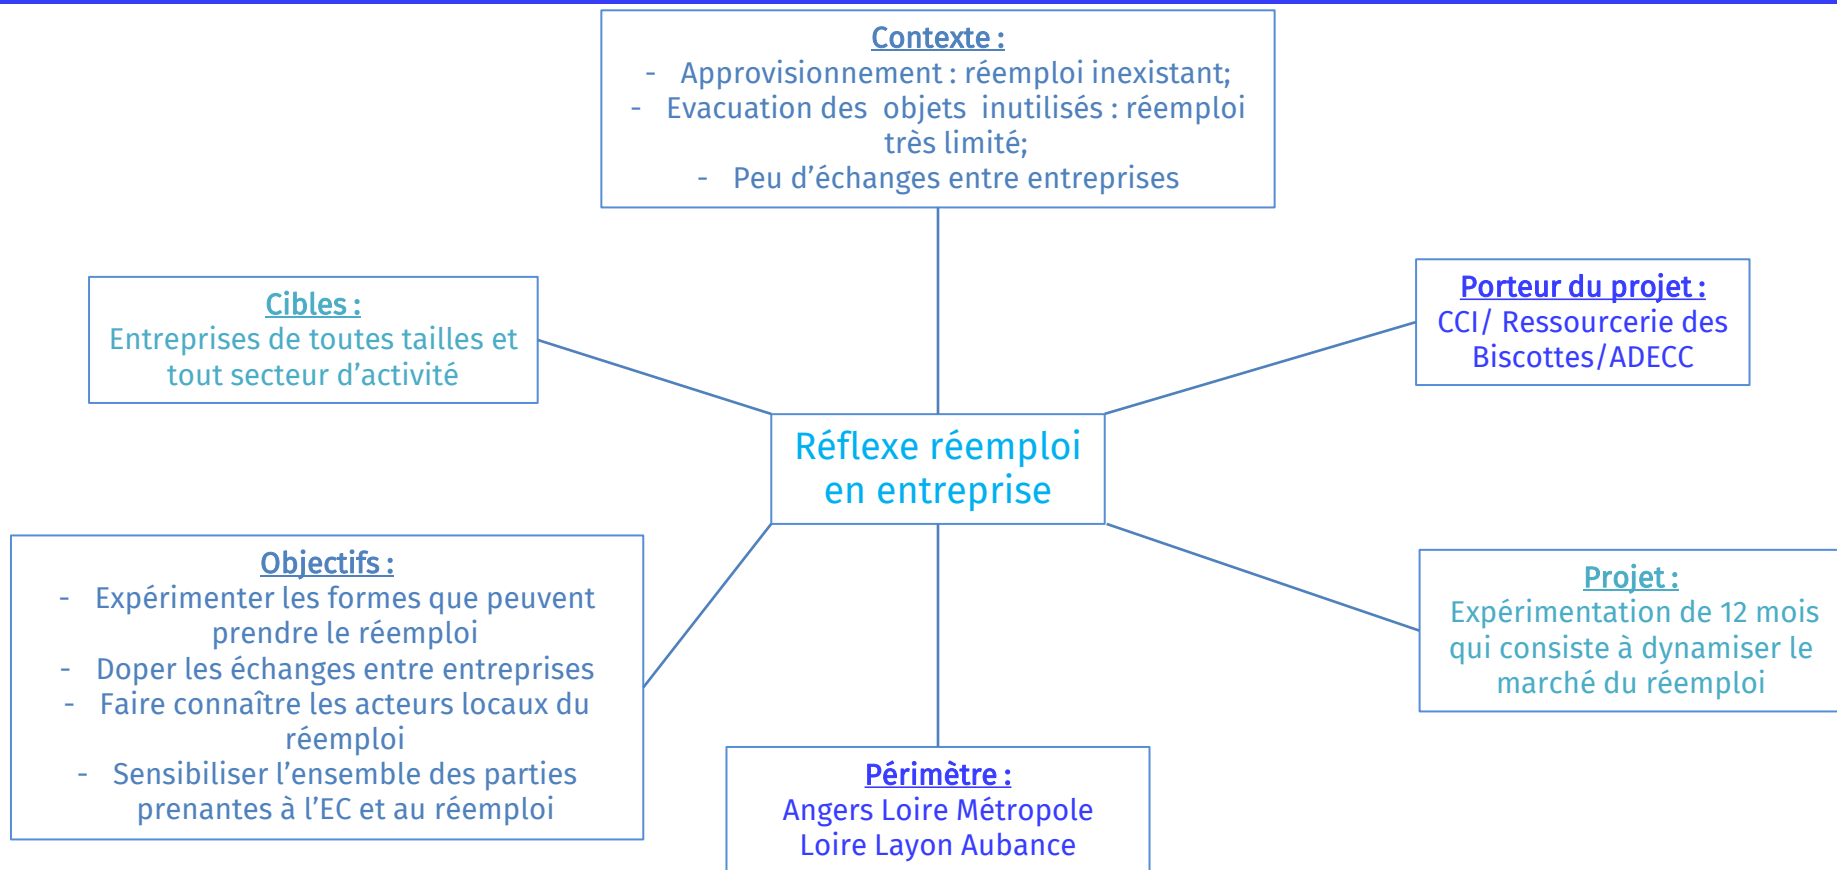 Contexte :
- Approvisionnement : réemploi inexistant;
- Evacuation des objets inutilisés : réemploi
très limité;
- Peu d’échanges entre entreprises
Cibles :
Entreprises de toutes tailles et
tout secteur d’activité
Porteur du projet :
CCI/ Ressourcerie des
Biscottes/ADECC
Réflexe réemploi
en entreprise
Objectifs :
- Expérimenter les formes que peuvent
prendre le réemploi
- Doper les échanges entre entreprises
- Faire connaître les acteurs locaux du
réemploi
- Sensibiliser l’ensemble des parties
prenantes à l’EC et au réemploi
Projet :
Expérimentation de 12 mois
qui consiste à dynamiser le
marché du réemploi
Périmètre :
Angers Loire Métropole
Loire Layon Aubance